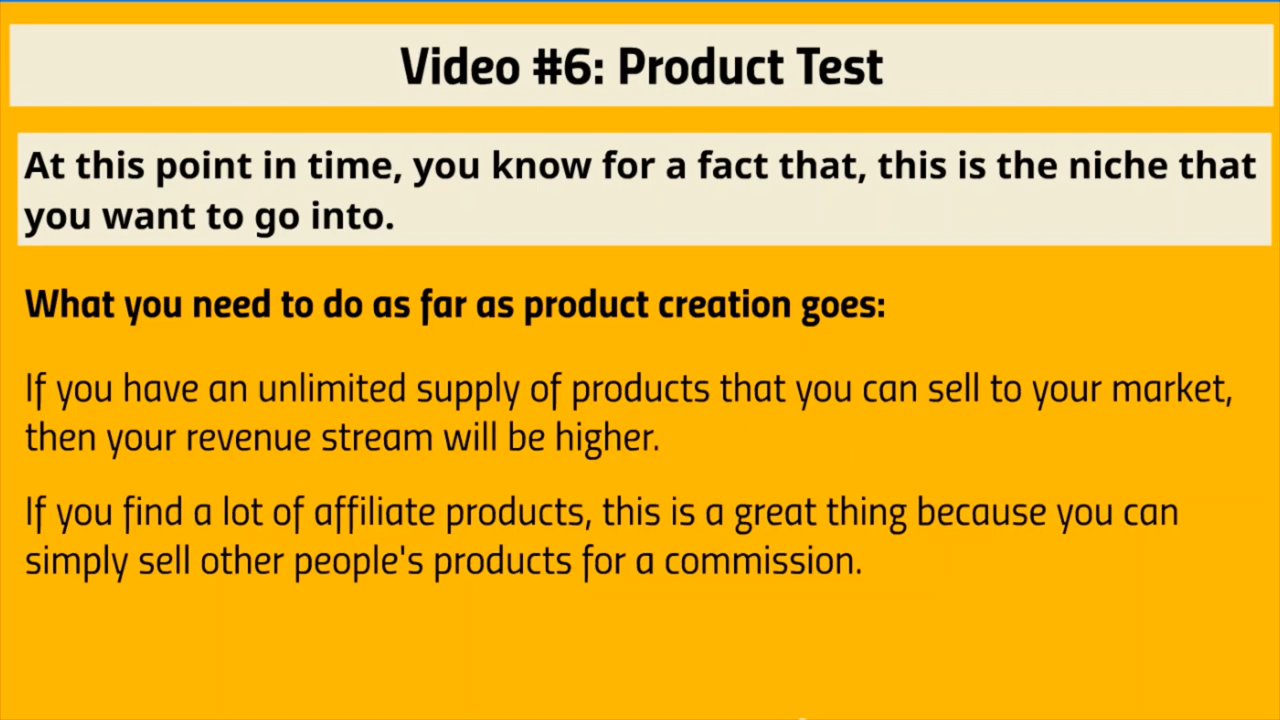 Video #6: Product Test
At this point in time, you know for a fact that, this is the niche that
you want to go into.
What you need to do as far as product creation goes:
If you have an unlimited supply of products that you can sell to your market,
then your revenue stream will be higher.
If you find a lot of affiliate products, this is a great thing because you can
simply sell other people's products for a commission.